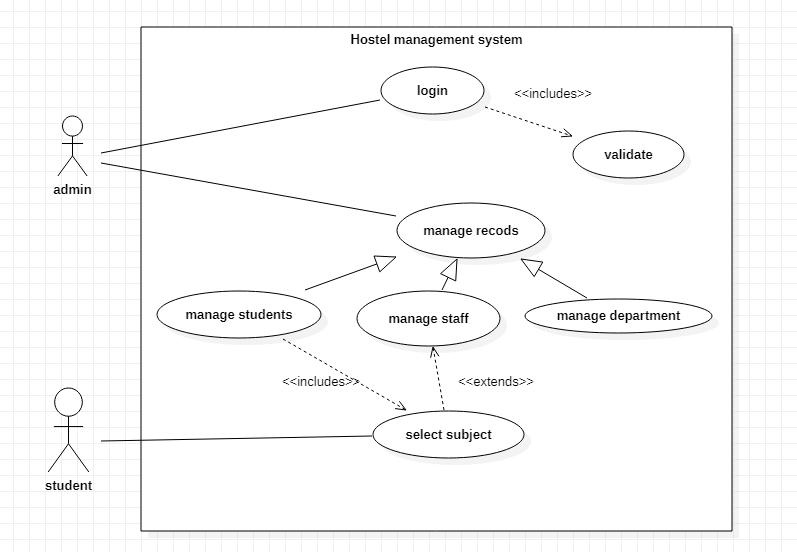 Hostel management system
login
<<includes>>
validate
admin
manage recods
manage students
manage staff
manage department
<<includes>>
<<extends>>
select subject
student